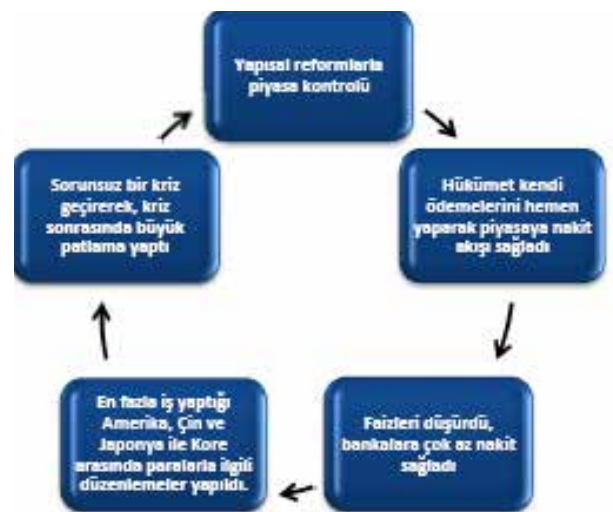 Yapısal reformlarla
piyasa kontrolü
Hükümet kendi
ödemelerini hemen
yaparak piyasaya nakit
akışı sağladı
Faizleri düşürdü,
bankalara çok az nakit
sağladı
En fazla iş yaptığı
Amerika, Çin ve
Japonya ile Kore
arasında paralarla ilgili
düzenlemeler yapıldı.
Sorunsuz bir kriz
geçirerek, kriz
sonrasında büyük
patlama yaptı